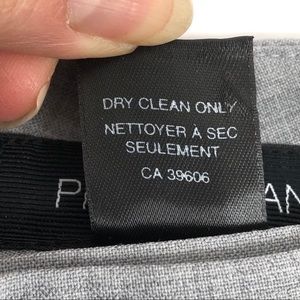 DRY CLEAN ONLY
NETTOYER À SEC
SEULEMENT
CA 39606